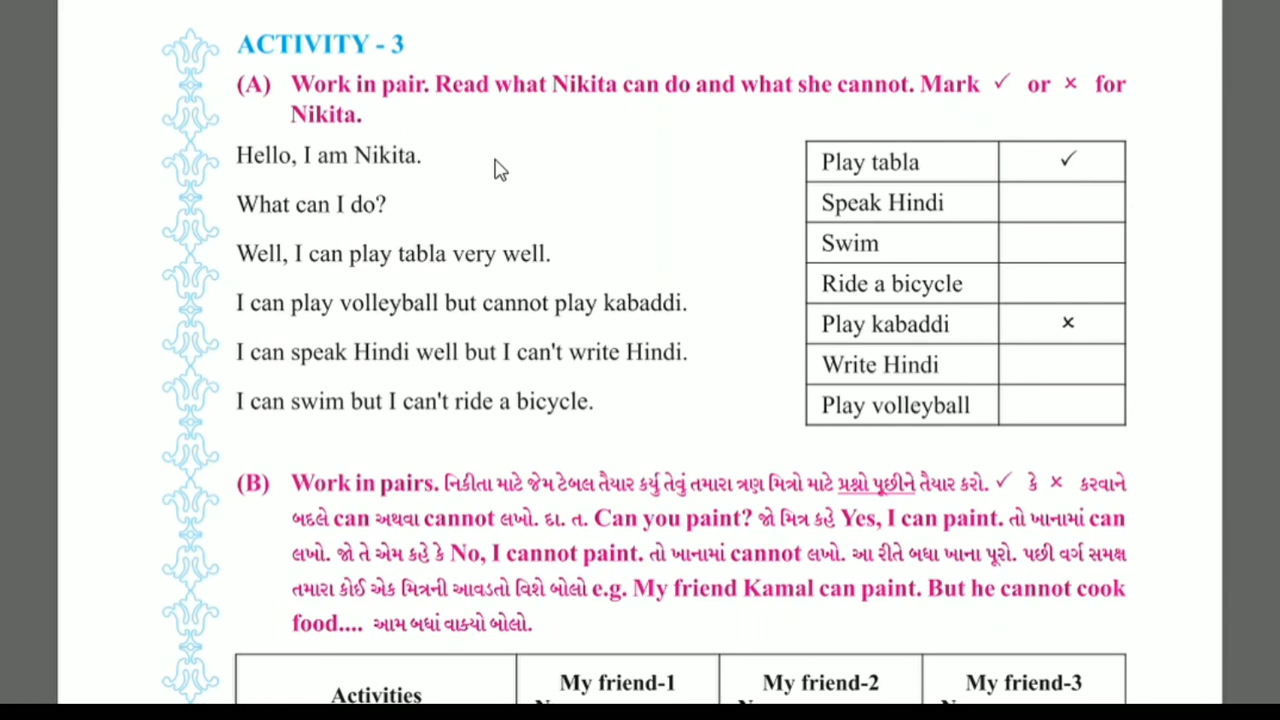 ACTIVITY - 3
(A) Work in pair. Read what Nikita can do and what she cannot. Mark ✓ or × for
Nikita.
Hello, I am Nikita.
What can I do?
Well, I can play tabla very well.
I can play volleyball but cannot play kabaddi.
I can speak Hindi well but I can't write Hindi.
I can swim but I can't ride a bicycle.
Play tabla ✓
Speak Hindi
Swim
Ride a bicycle
Play kabaddi ×
Write Hindi
Play volleyball
(B) Work in pairs. નિકીતા માટે જેમ ટેબલ તૈયાર કર્યુ તેવું તમારા ત્રણ મિત્રો માટે પ્રશ્નો પૂછીને તૈયાર કરો. ✓ કે × કરવાને
બદલે can અથવા cannot લખો. દા. ત. Can you paint? જો મિત્ર કહે Yes, I can paint. તો ખાનામાં can
લખો. જો તે એમ કહે કે No, I cannot paint. તો ખાનામાં cannot લખો. આ રીતે બધા ખાના પૂરો. પછી વર્ગ સમક્ષ
તમારા કોઈ એક મિત્રની આવડતો વિશે બોલો e.g. My friend Kamal can paint. But he cannot cook
food.... આમ બધાં વાક્યો બોલો.
Activities My friend-1 My friend-2 My friend-3